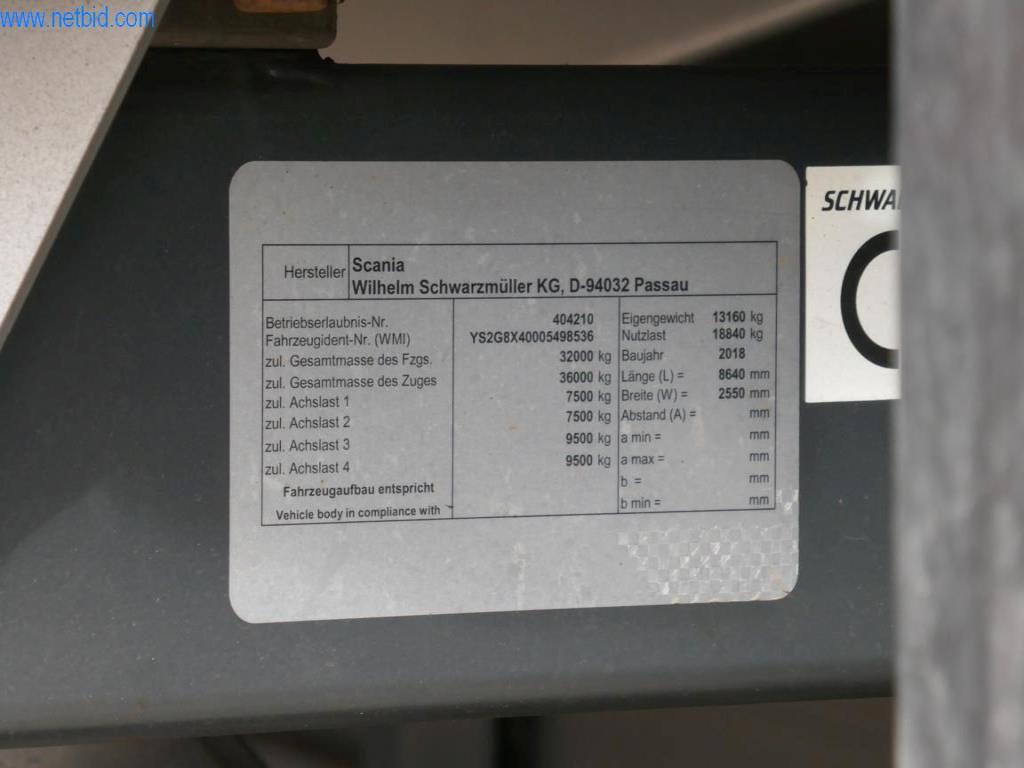 www.netbid.com
SCHWA
Hersteller Scania
Wilhelm Schwarzmüller KG, D-94032 Passau
Betriebserlaubnis-Nr. 404210 Eigengewicht 13160 kg
Fahrzeugident-Nr. (WMI) YS2G8X40005498536 Nutzlast 18840 kg
zul. Gesamtmasse des Fzgs. 32000 kg Baujahr 2018
zul. Gesamtmasse des Zuges 36000 kg Länge (L) = 8640 mm
zul. Achslast 1 7500 kg Breite (W) = 2550 mm
zul. Achslast 2 7500 kg Abstand (A) = mm
zul. Achslast 3 9500 kg a min = mm
zul. Achslast 4 9500 kg a max = mm
Fahrzeugaufbau entspricht b = mm
Vehicle body in compliance with b min = mm